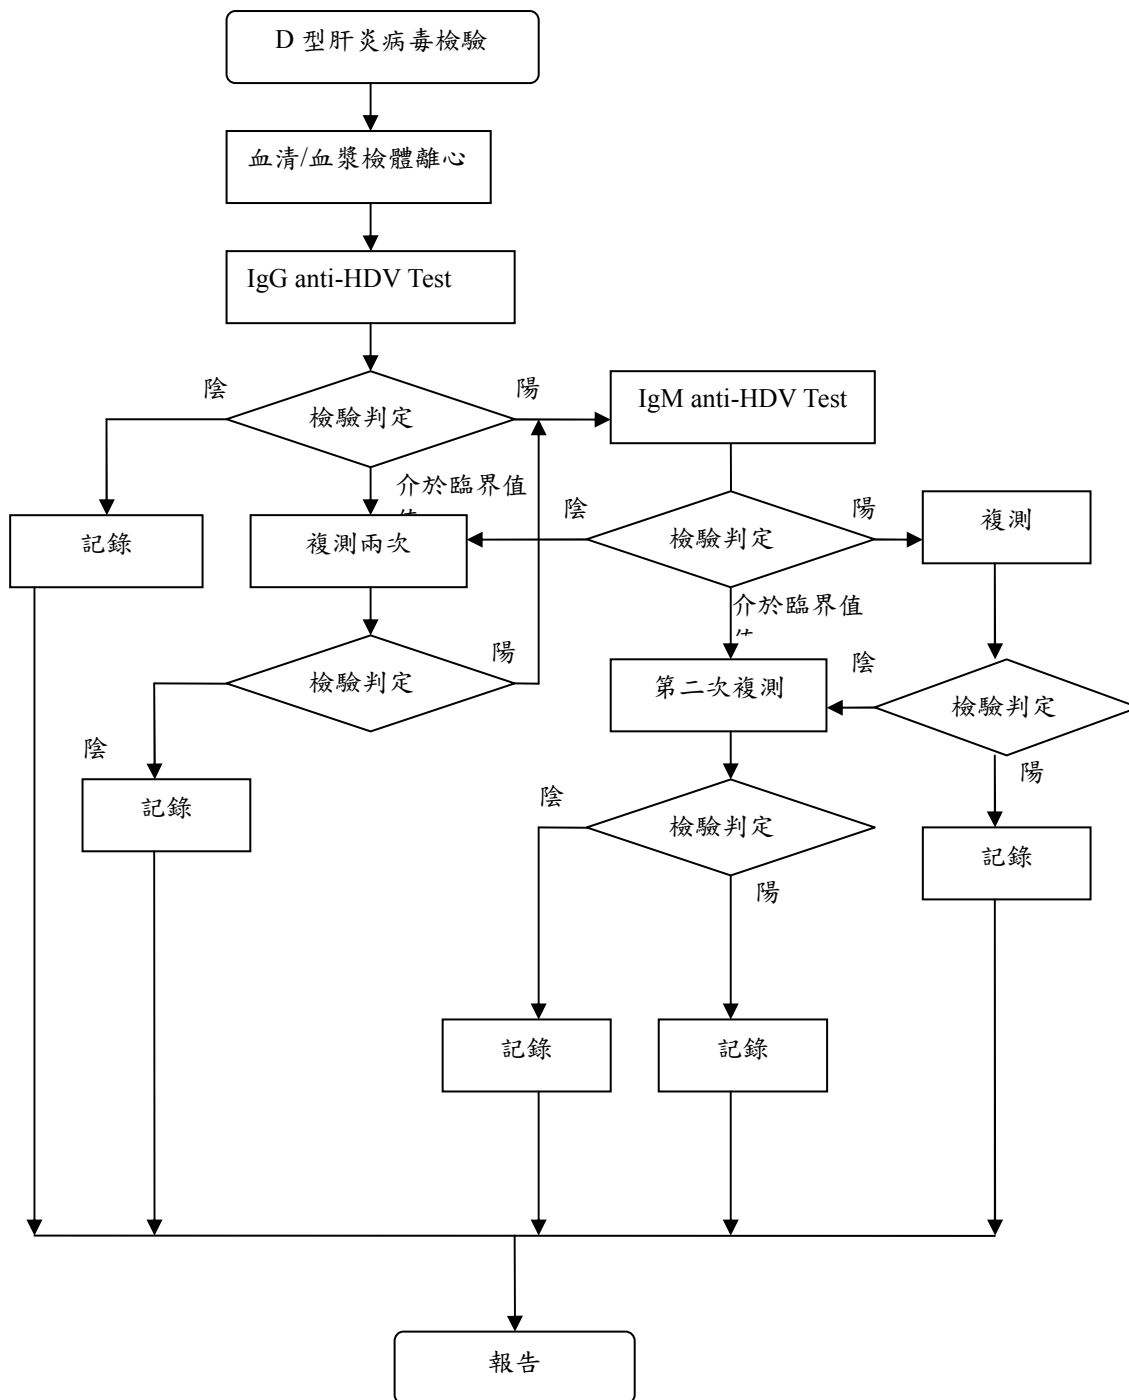 D 型肝炎病毒檢驗
血清/血漿檢體離心
IgG anti-HDV Test
陰
陽
檢驗判定
IgM anti-HDV Test
介於臨界值
記錄
複測兩次
陰
檢驗判定
陽
複測
介於臨界值
檢驗判定
陽
陰
第二次複測
陰
檢驗判定
陽
記錄
陰
檢驗判定
陽
記錄
記錄
記錄
報告